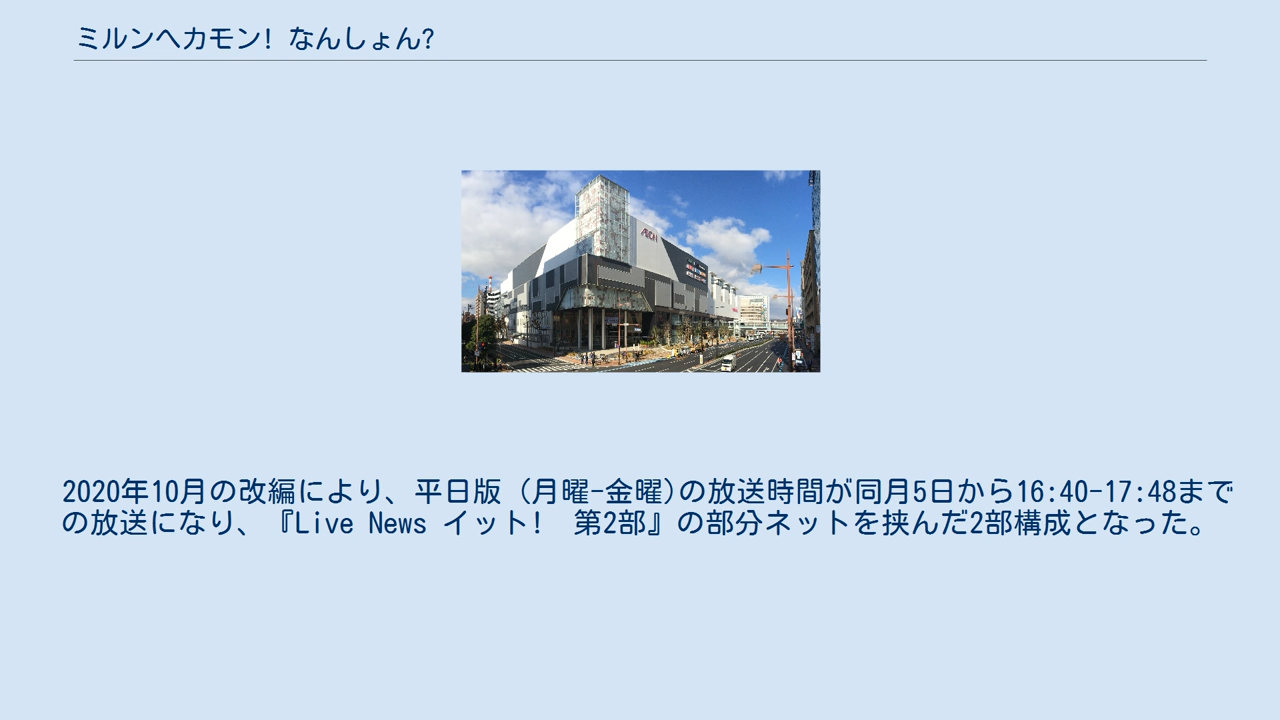 ミルンへカモン! なんしょん?
AEON
2020年10月の改編により、平日版 (月曜-金曜)の放送時間が同月5日から16:40-17:48まで
の放送になり、『Live News イット!　第2部』の部分ネットを挟んだ2部構成となった。